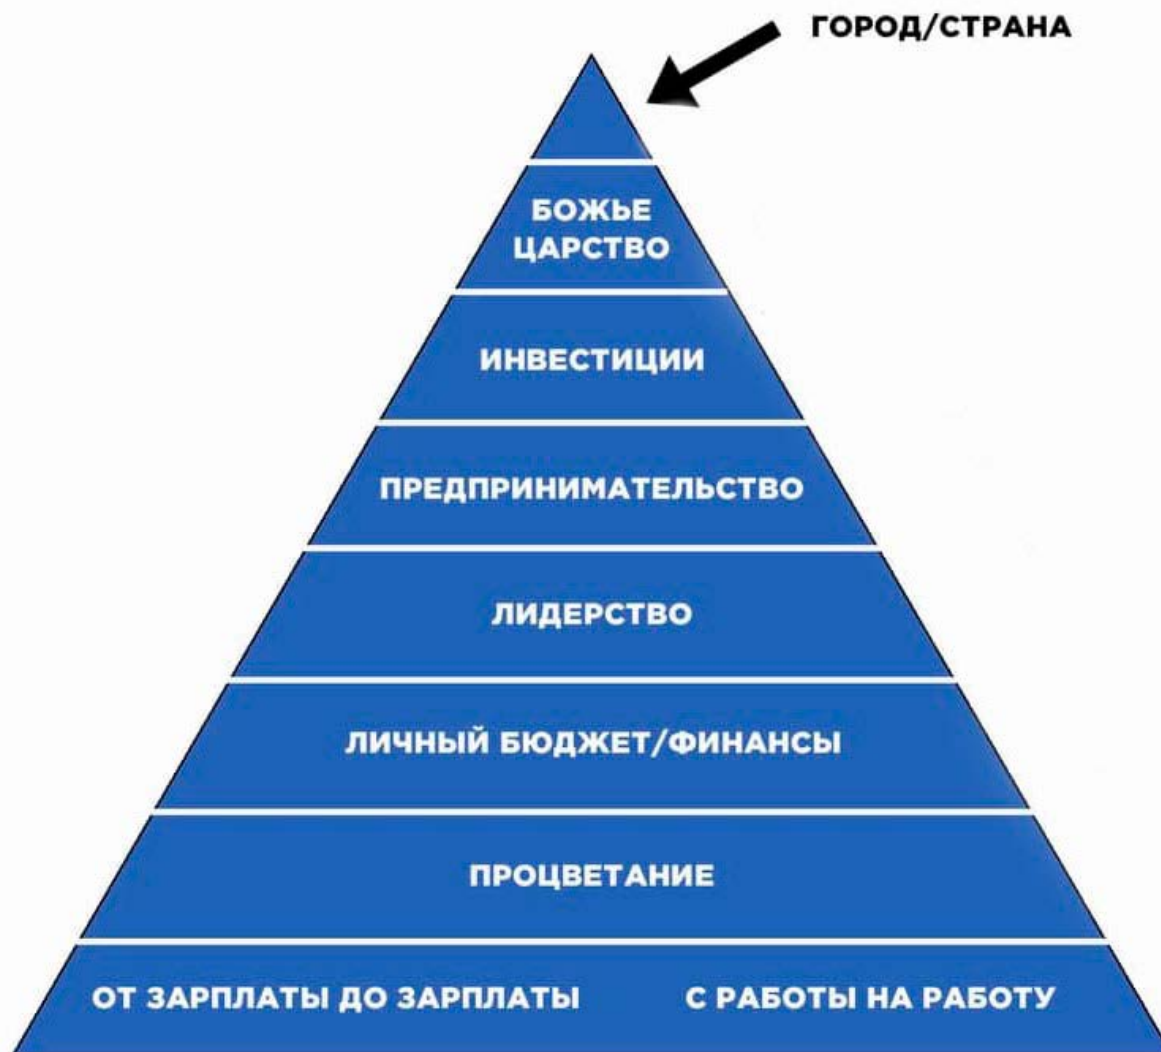 ГОРОД/СТРАНА
БОЖЬЕ
ЦАРСТВО
ИНВЕСТИЦИИ
ПРЕДПРИНИМАТЕЛЬСТВО
ЛИДЕРСТВО
ЛИЧНЫЙ БЮДЖЕТ/ФИНАНСЫ
ПРОЦВЕТАНИЕ
ОТ ЗАРПЛАТЫ ДО ЗАРПЛАТЫ С РАБОТЫ НА РАБОТУ